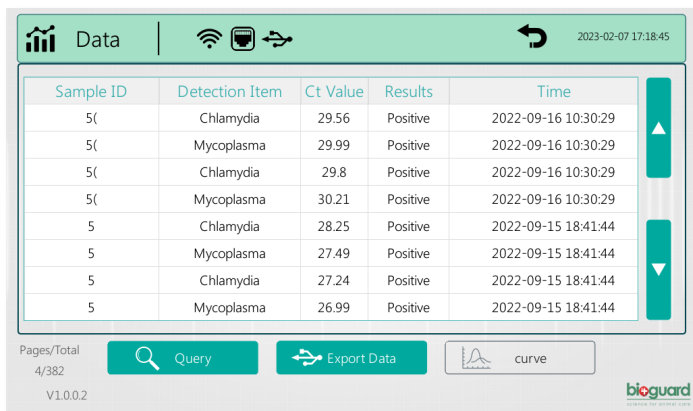 Data 2023-02-07 17:18:45
Sample ID Detection Item Ct Value Results Time
5( Chlamydia 29.56 Positive 2022-09-16 10:30:29
5( Mycoplasma 29.99 Positive 2022-09-16 10:30:29
5( Chlamydia 29.8 Positive 2022-09-16 10:30:29
5( Mycoplasma 30.21 Positive 2022-09-16 10:30:29
5 Chlamydia 28.25 Positive 2022-09-15 18:41:44
5 Mycoplasma 27.49 Positive 2022-09-15 18:41:44
5 Chlamydia 27.24 Positive 2022-09-15 18:41:44
5 Mycoplasma 26.99 Positive 2022-09-15 18:41:44
Pages/Total
4/382
Query Export Data curve
V1.0.0.2
bioguard
science for animal care